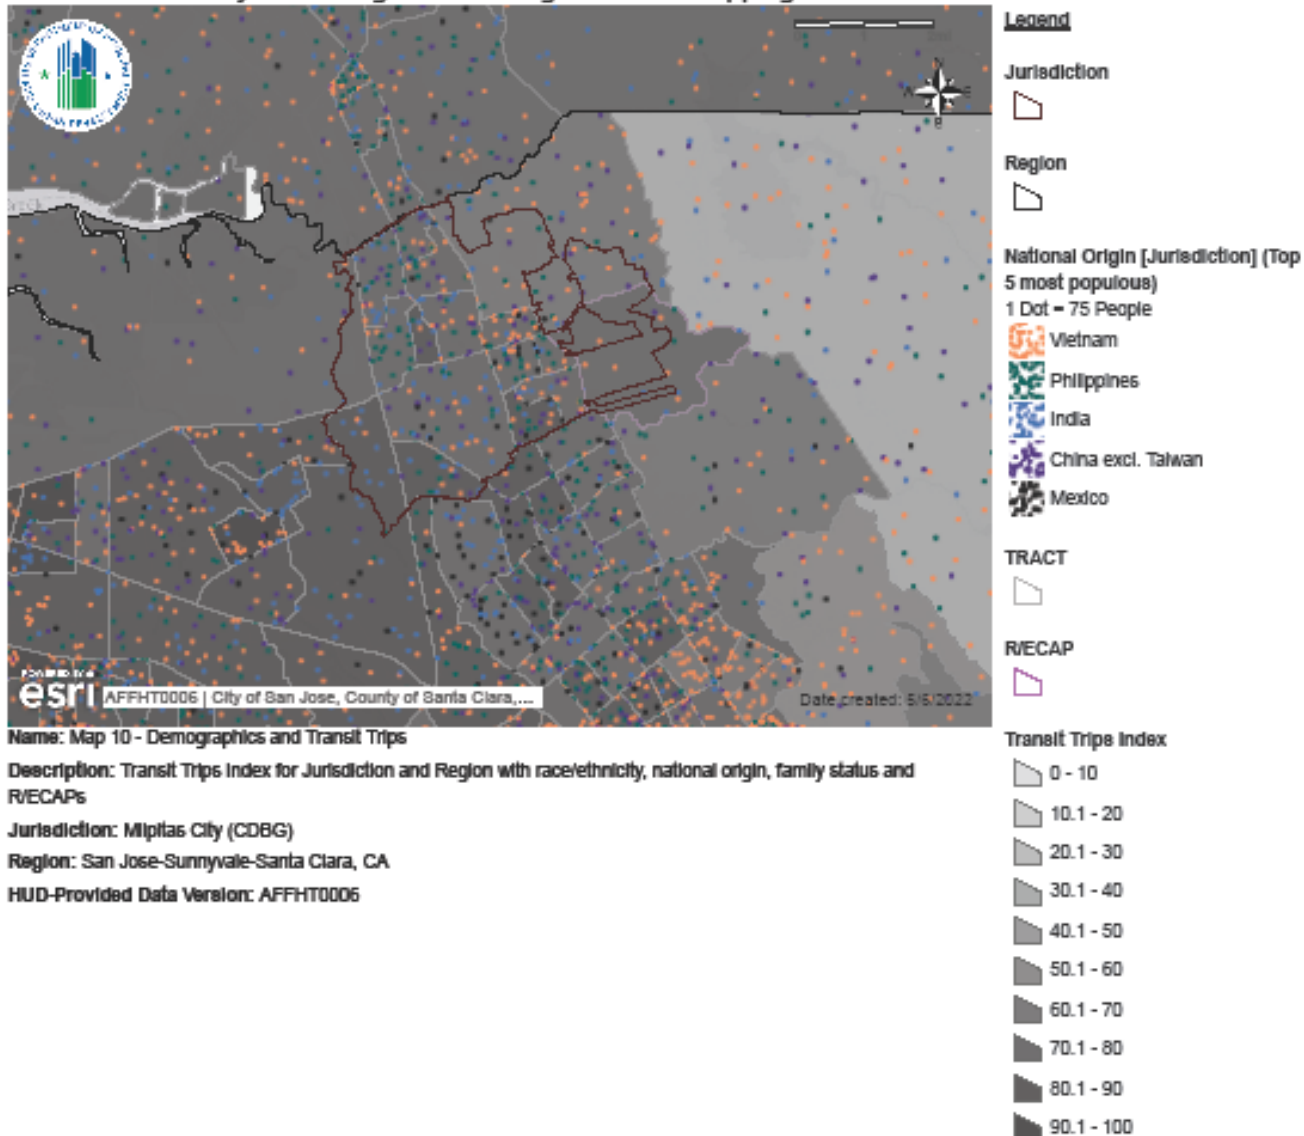 Legend
Jurisdiction
Region
National Origin [Jurisdiction] (Top
5 most populous)
1 Dot = 75 People
Vietnam
Philippines
India
China excl. Taiwan
Mexico
TRACT
R/ECAP
Transit Trips Index
0 - 10
10.1 - 20
20.1 - 30
30.1 - 40
40.1 - 50
50.1 - 60
60.1 - 70
70.1 - 80
80.1 - 90
90.1 - 100
N
POWERED BY
esri
AFFHT0006 | City of San Jose, County of Santa Clara,...
Date created: 5/5/2022
Name: Map 10 - Demographics and Transit Trips
Description: Transit Trips Index for Jurisdiction and Region with race/ethnicity, national origin, family status and
R/ECAPs
Jurisdiction: Milpitas City (CDBG)
Region: San Jose-Sunnyvale-Santa Clara, CA
HUD-Provided Data Version: AFFHT0006